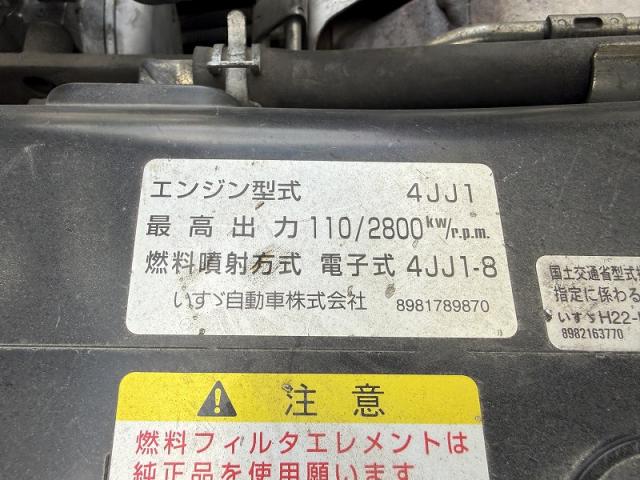 エンジン型式 4JJ1
最高出力 110/2800 kw/r.p.m.
燃料噴射方式 電子式 4JJ1-8
いすゞ自動車株式会社 8981789870
国土交通省型式
指定に係わる
いすゞH22-
8982163770
注意
燃料フィルタエレメントは
純正品を使用願います